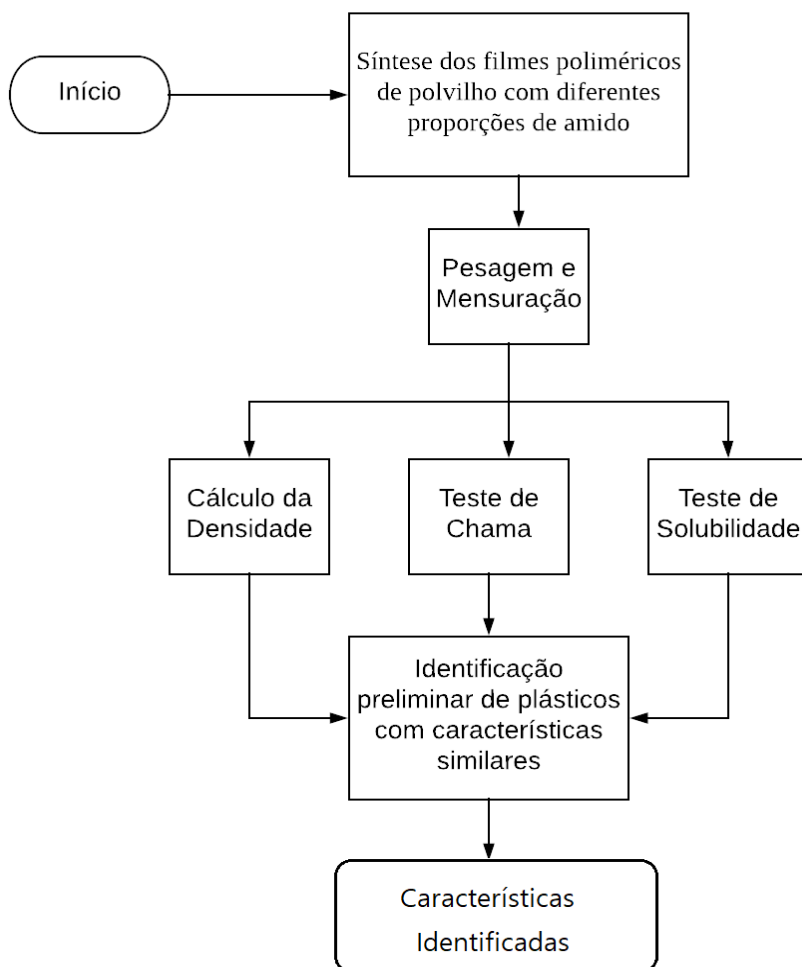 Início
Síntese dos filmes poliméricos
de polvilho com diferentes
proporções de amido
Pesagem e
Mensuração
Cálculo da
Densidade
Teste de
Chama
Teste de
Solubilidade
Identificação
preliminar de plásticos
com características
similares
Características
Identificadas